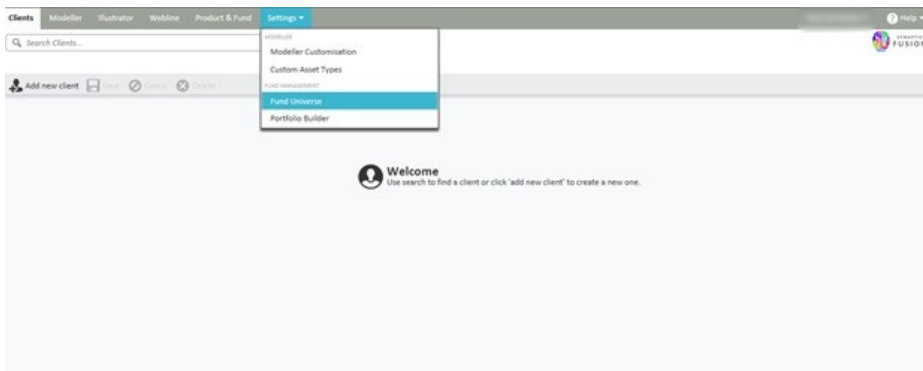 Clients Modeller Illustrator Webline Product & Fund Settings Help
Search Clients...
SYNAPTIC
FUSION
MODELLER
Modeller Customisation
Custom Asset Types
FUND MANAGEMENT
Fund Universe
Portfolio Builder
Add new client Save Cancel Delete
Welcome
Use search to find a client or click 'add new client' to create a new one.